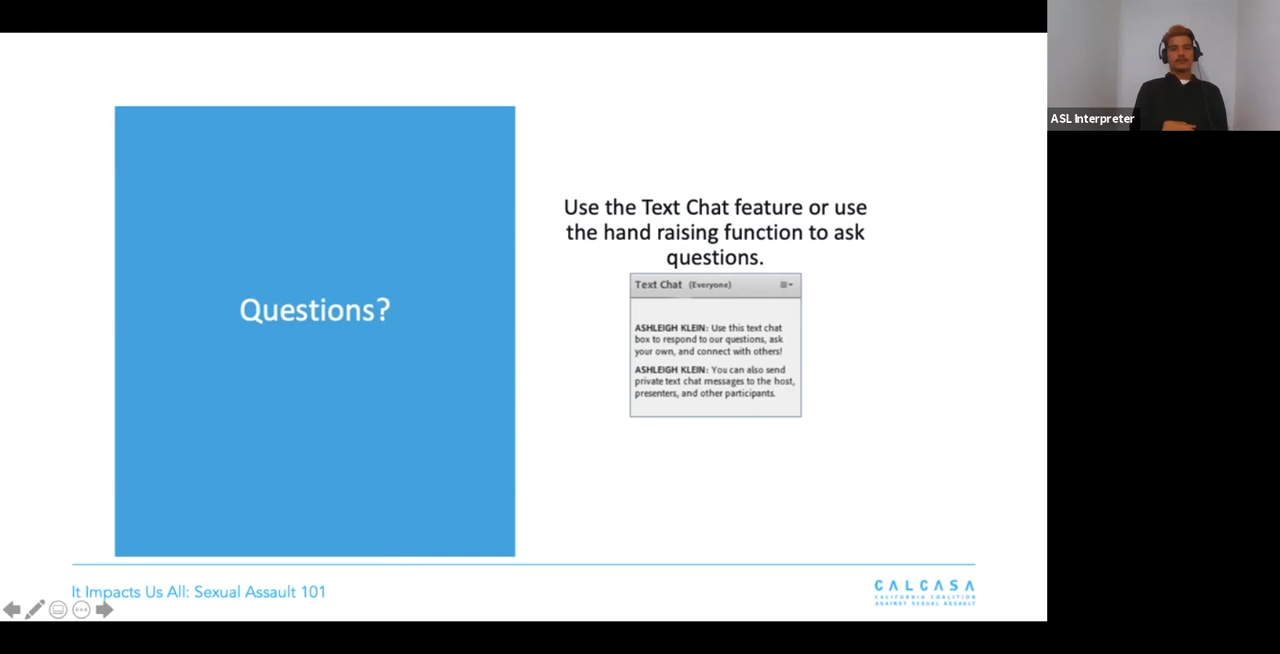 ASL Interpreter
Use the Text Chat feature or use
the hand raising function to ask
questions.
Questions?
Text Chat (Everyone)
ASHLEIGH KLEIN: Use this text chat
box to respond to our questions, ask
your own, and connect with others!
ASHLEIGH KLEIN: You can also send
private text chat messages to the host,
presenters, and other participants.
It Impacts Us All: Sexual Assault 101
CALCASA
CALIFORNIA COALITION
AGAINST SEXUAL ASSAULT